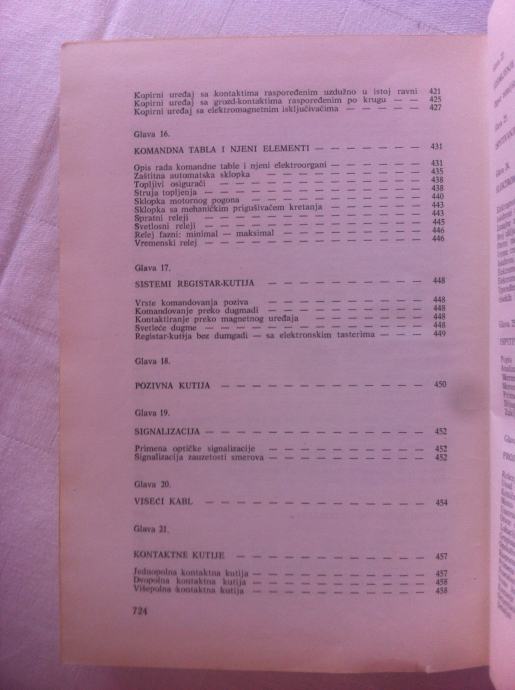 Kopirni uređaj sa kontaktima raspoređenim uzdužno u istoj ravni 421
Kopirni uređaj sa grozd-kontaktima raspoređenim po krugu — — 425
Kopirni uređaj sa elektromagnetnim isključivačima — — — — 427
Glava 16.
KOMANDNA TABLA I NJENI ELEMENTI — — — — — — 431
Opis rada komandne table i njeni elektroorgani — — — — — 431
Zaštitna automatska sklopka — — — — — — — — — 435
Topljivi osigurači — — — — — — — — — — — 438
Struja topljenja — — — — — — — — — — — 438
Sklopka motornog pogona — — — — — — — — — 440
Sklopka sa mehaničkim prigušivačem kretanja — — — — — 443
Spratni releji — — — — — — — — — — — 443
Svetlosni releji — — — — — — — — — — — 445
Relej fazni: minimal — maksimal — — — — — — — — 446
Vremenski relej — — — — — — — — — — — 446
Glava 17.
SISTEMI REGISTAR-KUTIJA — — — — — — — — — 448
Vrste komandovanja poziva — — — — — — — — — 448
Komandovanje preko dugmadi — — — — — — — — 448
Kontaktiranje preko magnetnog uređaja — — — — — — 448
Svetleće dugme — — — — — — — — — — — 448
Registar-kutija bez dumgadi — sa elektronskim tasterima — — — 449
Glava 18.
POZIVNA KUTIJA — — — — — — — — — — — 450
Glava 19.
SIGNALIZACIJA — — — — — — — — — — — 452
Primena optičke signalizacije — — — — — — — — 452
Signalizacija zauzetosti smerova — — — — — — — — 452
Glava 20.
VISEĆI KABL — — — — — — — — — — — 454
Glava 21.
KONTAKTNE KUTIJE — — — — — — — — — — 457
Jednopolna kontaktna kutija — — — — — — — — — 457
Dvopolna kontaktna kutija — — — — — — — — — 458
Višepolna kontaktna kutija — — — — — — — — — 458
724